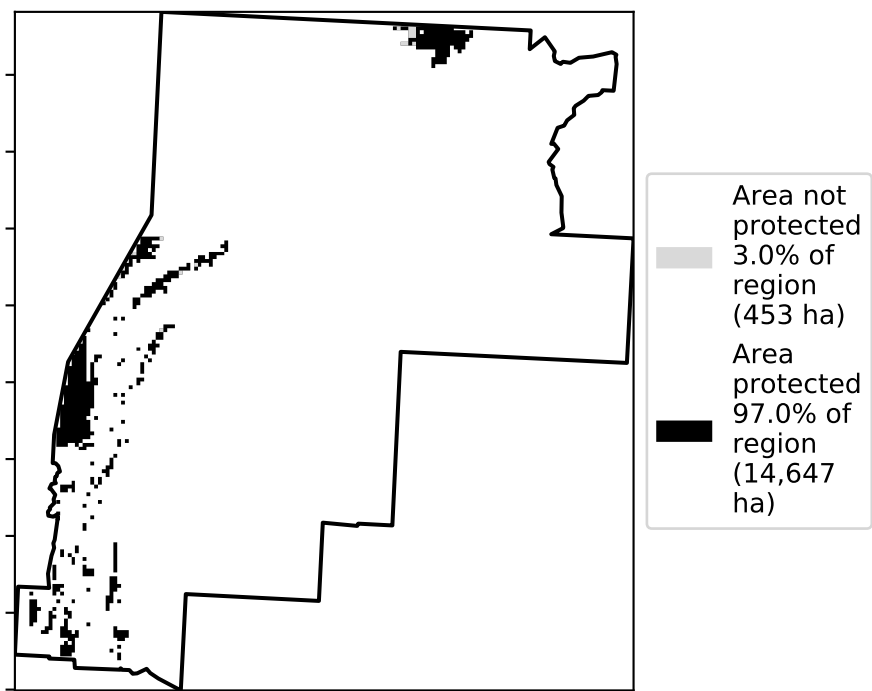 Area not
protected
3.0% of
region
(453 ha)
Area
protected
97.0% of
region
(14,647
ha)